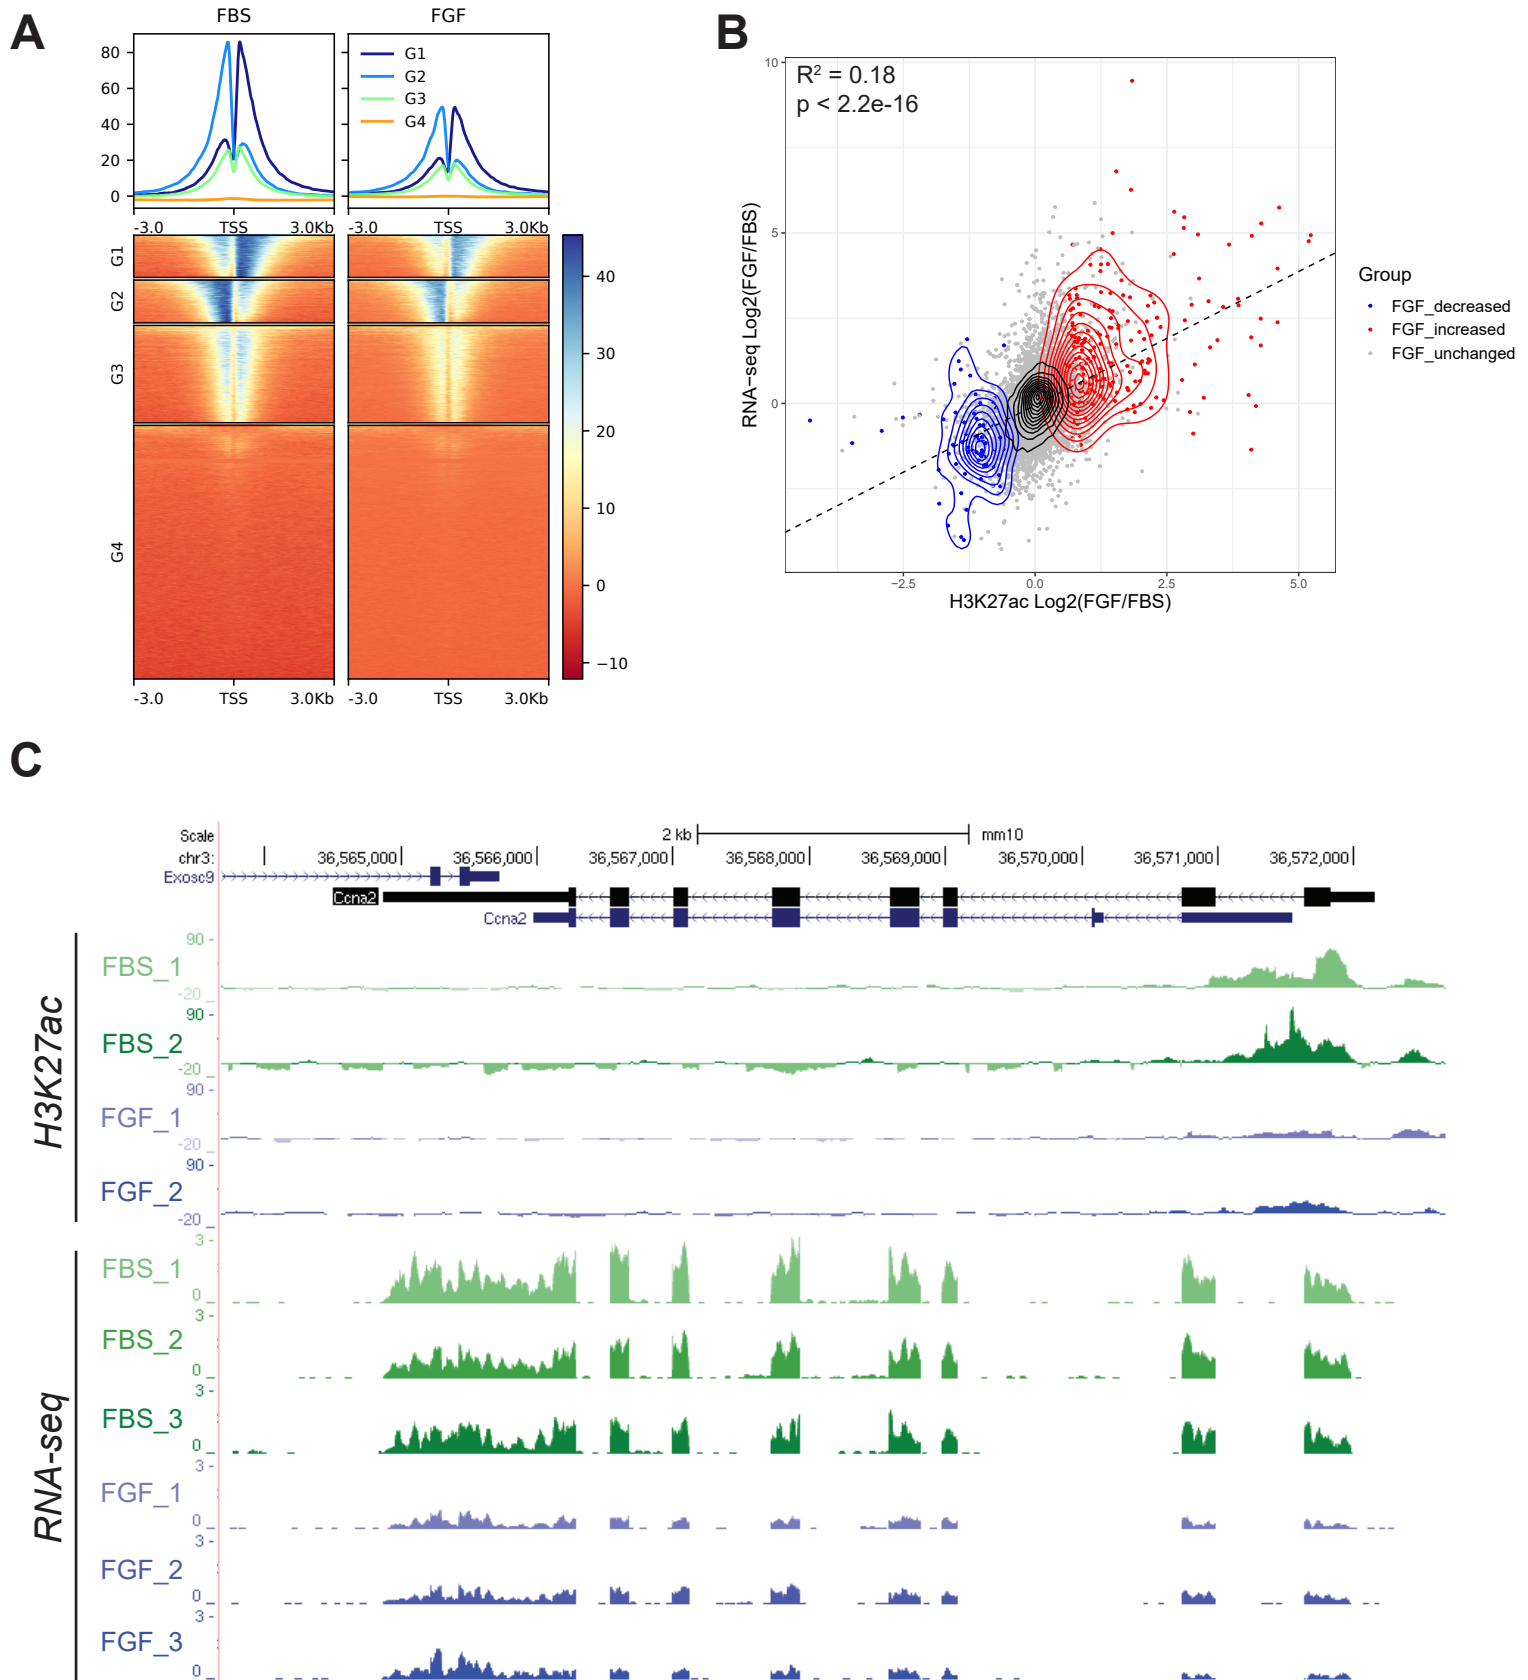 A
FBS
FGF
80
60
40
20
0
G1
G2
G3
G4
-3.0
TSS
3.0Kb
-3.0
TSS
3.0Kb
G1
G2
G3
G4
40
30
20
10
0
−10
-3.0
TSS
3.0Kb
-3.0
TSS
3.0Kb
B
R² = 0.18
p < 2.2e-16
RNA−seq Log2(FGF/FBS)
10
5
0
−2.5
0.0
2.5
5.0
H3K27ac Log2(FGF/FBS)
Group
FGF_decreased
FGF_increased
FGF_unchanged
C
Scale
2 kb
mm10
chr3:
36,565,000
36,566,000
36,567,000
36,568,000
36,569,000
36,570,000
36,571,000
36,572,000
Exosc9
Ccna2
Ccna2
H3K27ac
90 -
FBS_1
-20 _
90 -
FBS_2
-20 _
90 -
FGF_1
-20 _
90 -
FGF_2
-20 _
RNA-seq
3 -
FBS_1
0 _
3 -
FBS_2
0 _
3 -
FBS_3
0 _
3 -
FGF_1
0 _
3 -
FGF_2
0 _
3 -
FGF_3
0 _